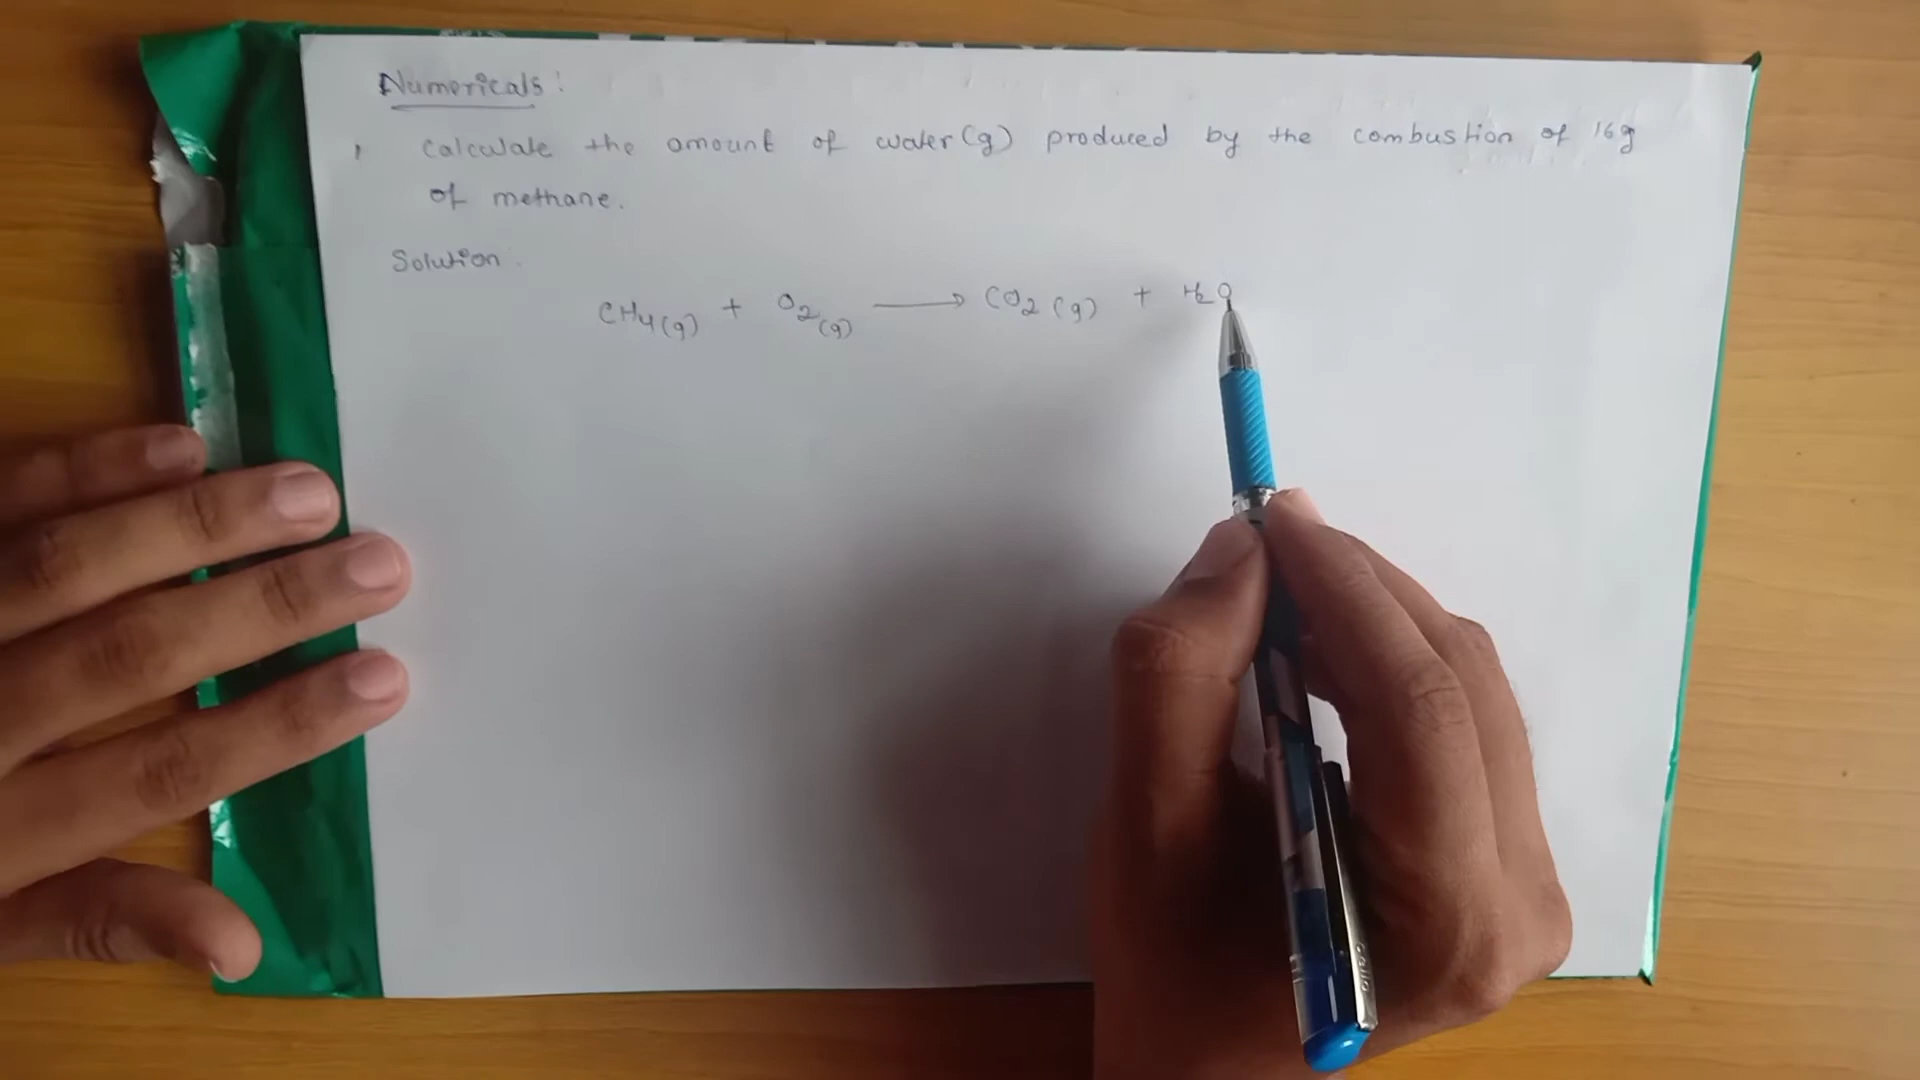 Numericals :
1 Calculate the amount of water (g) produced by the combustion of 16g
of methane.
Solution.
CH4(g) + O2(g) ⟶ CO2 (g) + H2O
cello